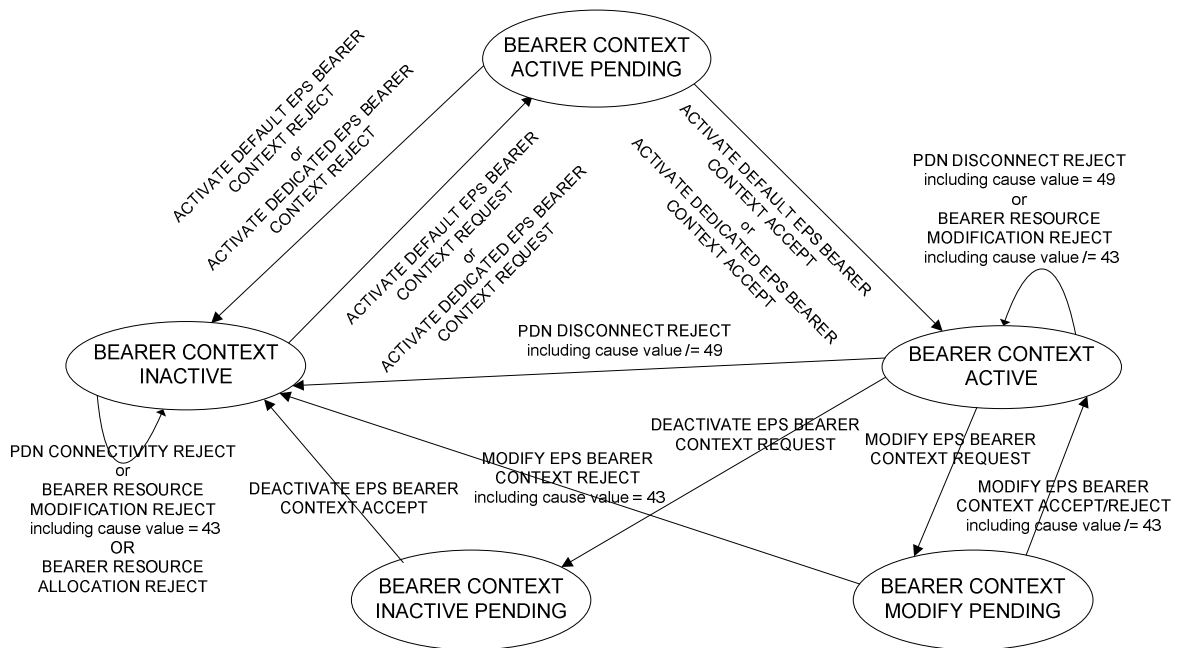 BEARER CONTEXT
ACTIVE PENDING
ACTIVATE DEFAULT EPS BEARER
CONTEXT REJECT
or
ACTIVATE DEDICATED EPS BEARER
CONTEXT REJECT
ACTIVATE DEFAULT EPS BEARER
CONTEXT REQUEST
or
ACTIVATE DEDICATED EPS BEARER
CONTEXT REQUEST
ACTIVATE DEFAULT EPS BEARER
CONTEXT ACCEPT
or
ACTIVATE DEDICATED EPS BEARER
CONTEXT ACCEPT
PDN DISCONNECT REJECT
including cause value = 49
or
BEARER RESOURCE
MODIFICATION REJECT
including cause value /= 43
PDN DISCONNECT REJECT
including cause value /= 49
BEARER CONTEXT
INACTIVE
BEARER CONTEXT
ACTIVE
PDN CONNECTIVITY REJECT
or
BEARER RESOURCE
MODIFICATION REJECT
including cause value = 43
OR
BEARER RESOURCE
ALLOCATION REJECT
DEACTIVATE EPS BEARER
CONTEXT ACCEPT
MODIFY EPS BEARER
CONTEXT REJECT
including cause value = 43
DEACTIVATE EPS BEARER
CONTEXT REQUEST
MODIFY EPS BEARER
CONTEXT REQUEST
MODIFY EPS BEARER
CONTEXT ACCEPT/REJECT
including cause value /= 43
BEARER CONTEXT
INACTIVE PENDING
BEARER CONTEXT
MODIFY PENDING